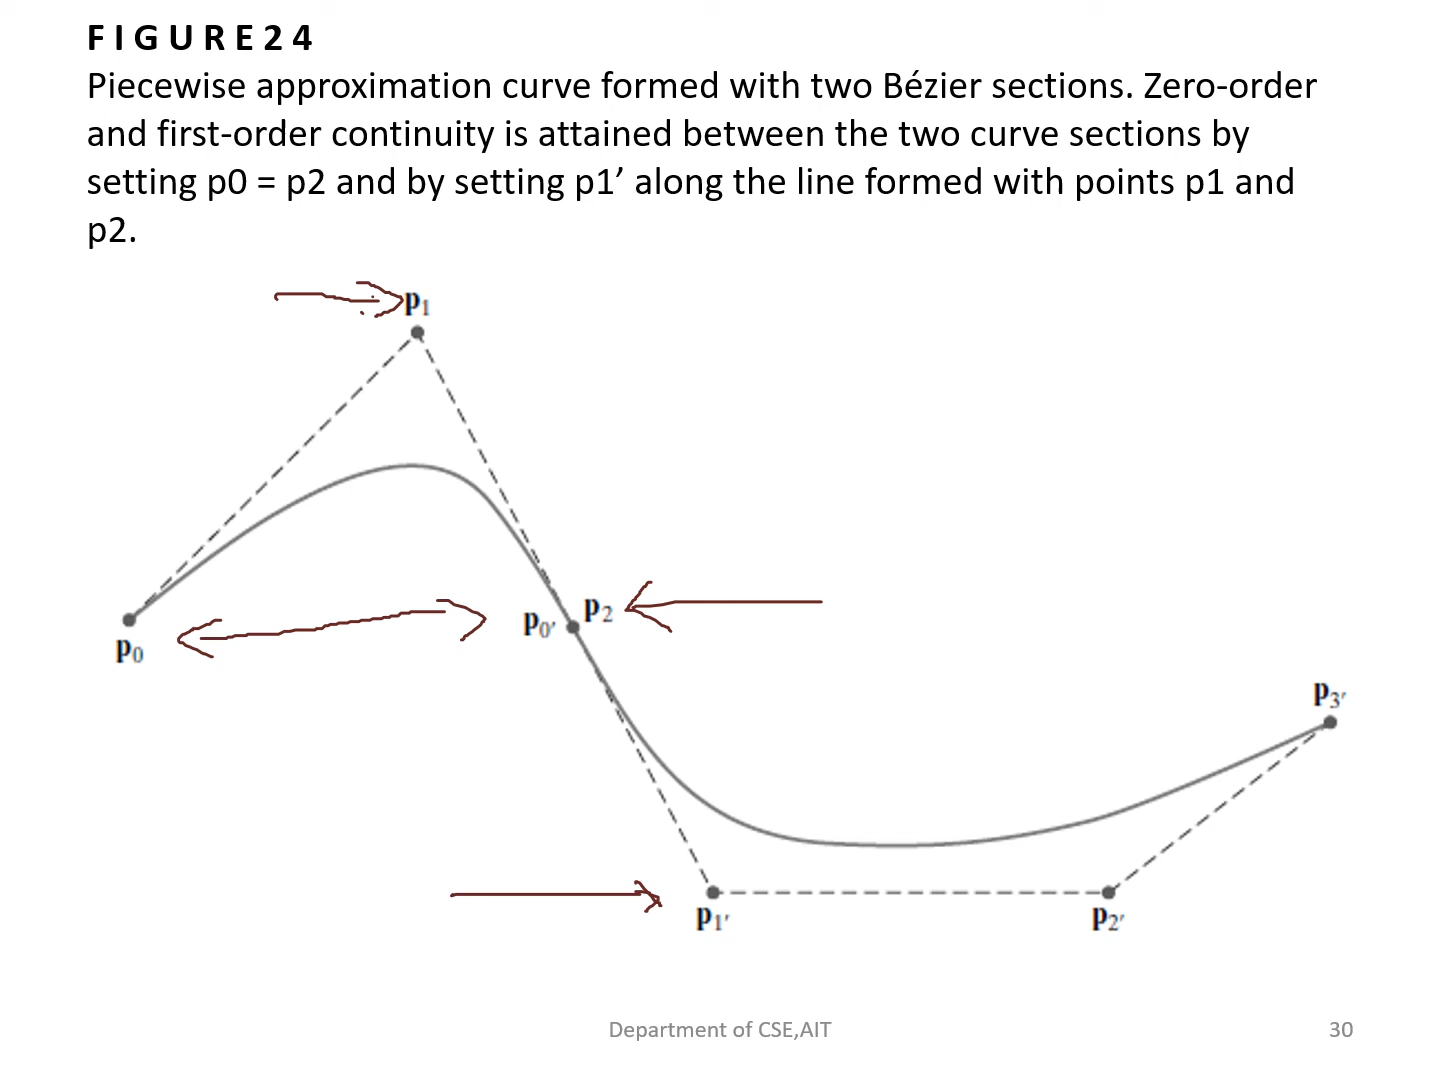 FIGURE24
Piecewise approximation curve formed with two Bézier sections. Zero-order
and first-order continuity is attained between the two curve sections by
setting p0 = p2 and by setting p1’ along the line formed with points p1 and
p2.
p1
p0' p2
p0
p3'
p1' p2'
Department of CSE,AIT 30